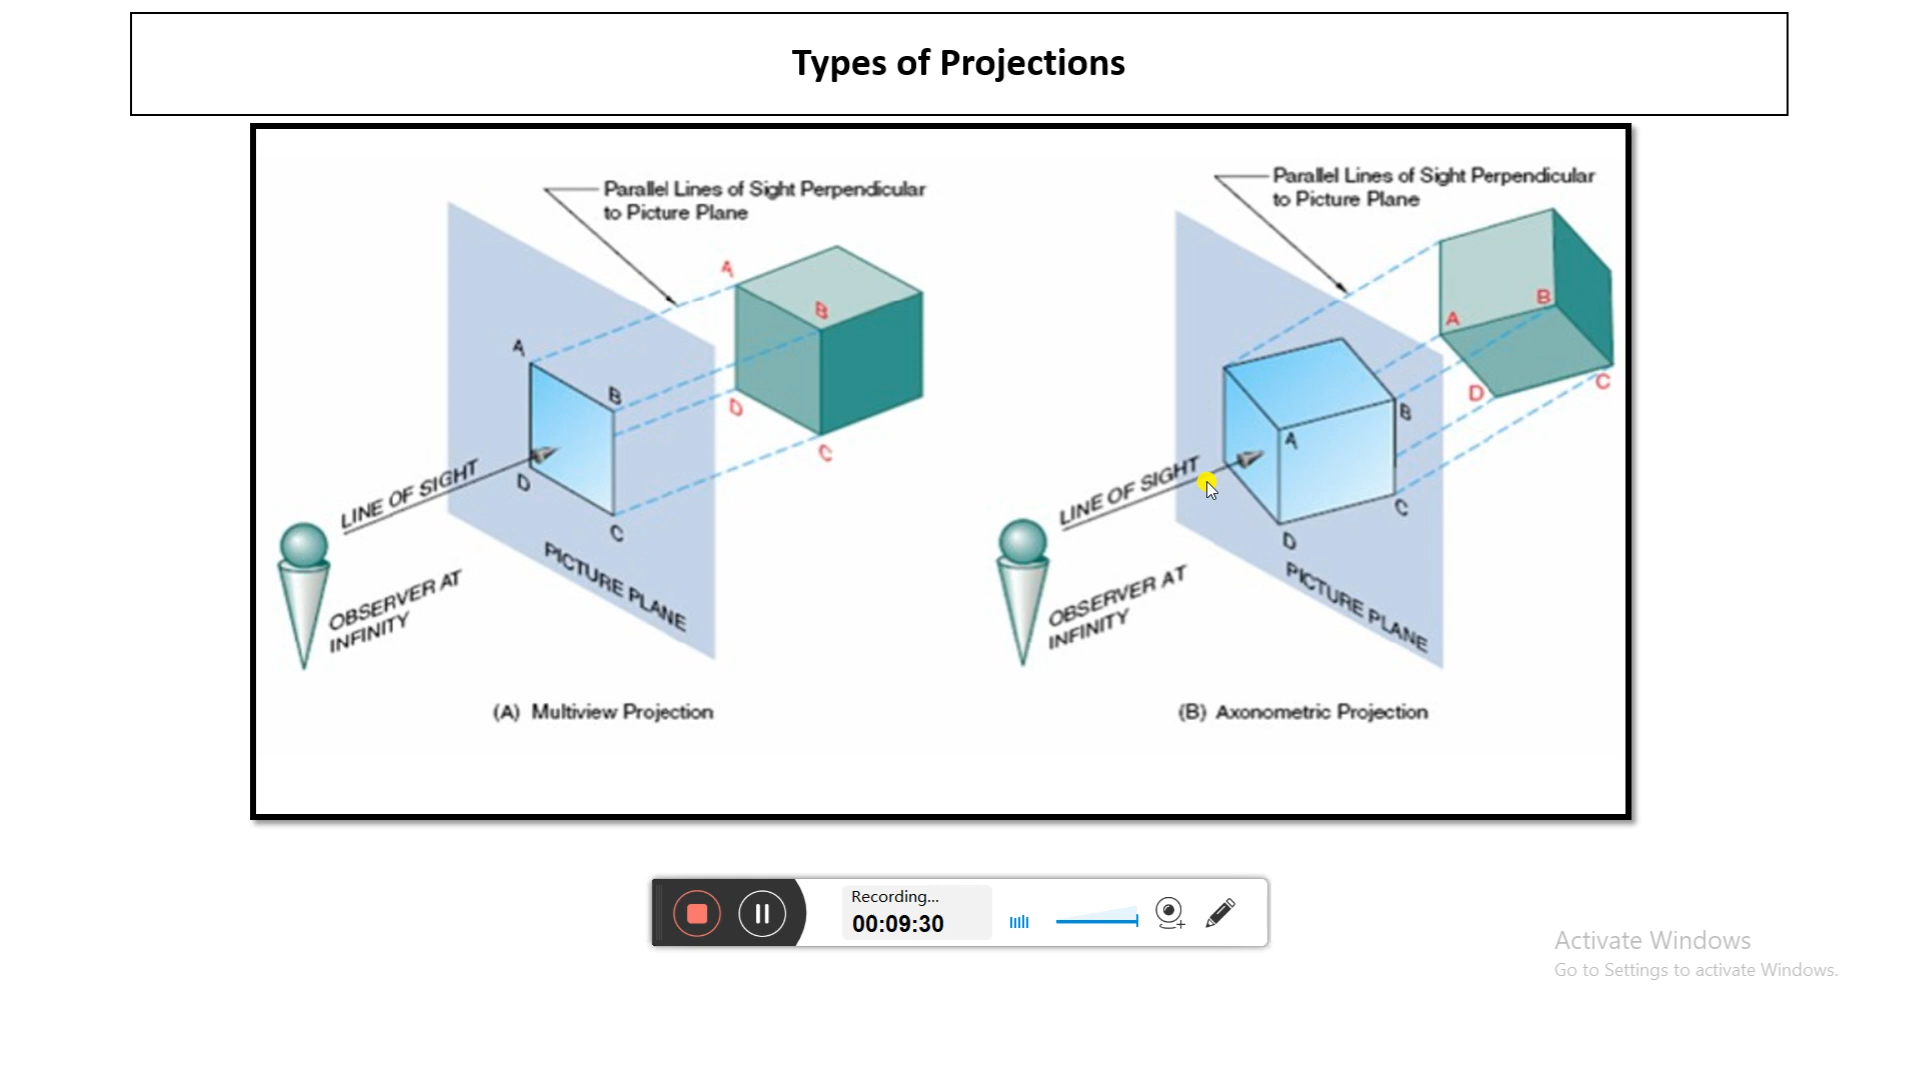 Types of Projections
Parallel Lines of Sight Perpendicular
to Picture Plane
A
B
D
C
A
B
D
C
LINE OF SIGHT
OBSERVER AT
INFINITY
PICTURE PLANE
(A) Multiview Projection
Parallel Lines of Sight Perpendicular
to Picture Plane
A
B
D
C
A
B
C
D
LINE OF SIGHT
OBSERVER AT
INFINITY
PICTURE PLANE
(B) Axonometric Projection
Recording...
00:09:30
Activate Windows
Go to Settings to activate Windows.